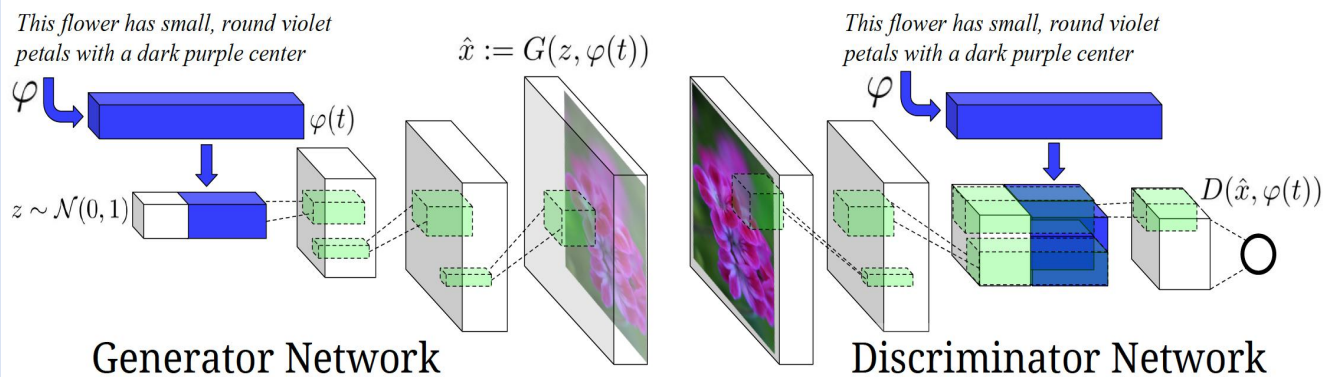 This flower has small, round violet
petals with a dark purple center
φ
φ(t)
z ~ 𝒩(0, 1)
x̂ := G(z, φ(t))
Generator Network
This flower has small, round violet
petals with a dark purple center
φ
D(x̂, φ(t))
Discriminator Network